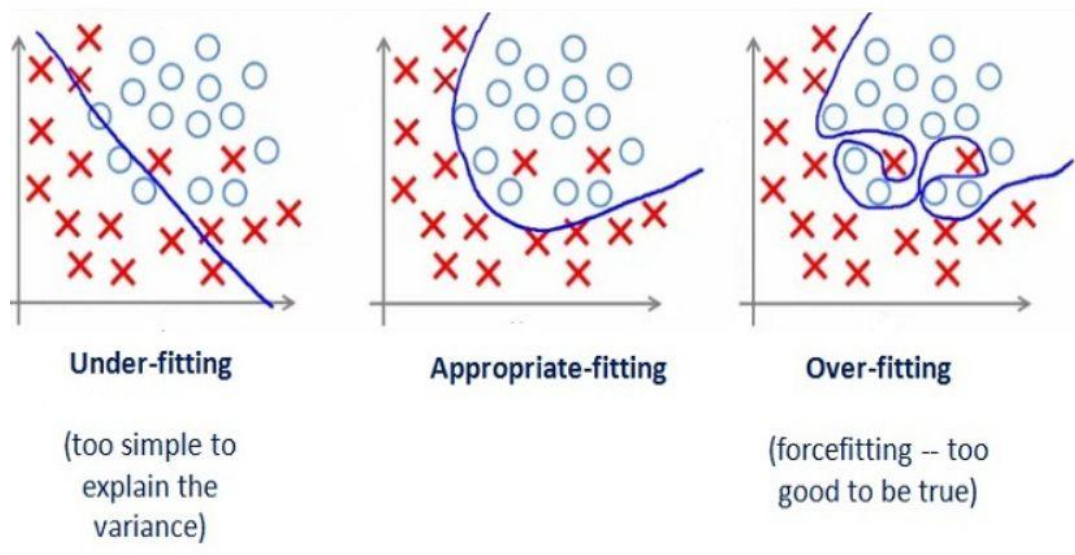 Under-fitting
Appropriate-fitting
Over-fitting
(too simple to
explain the
variance)
(forcefitting -- too
good to be true)